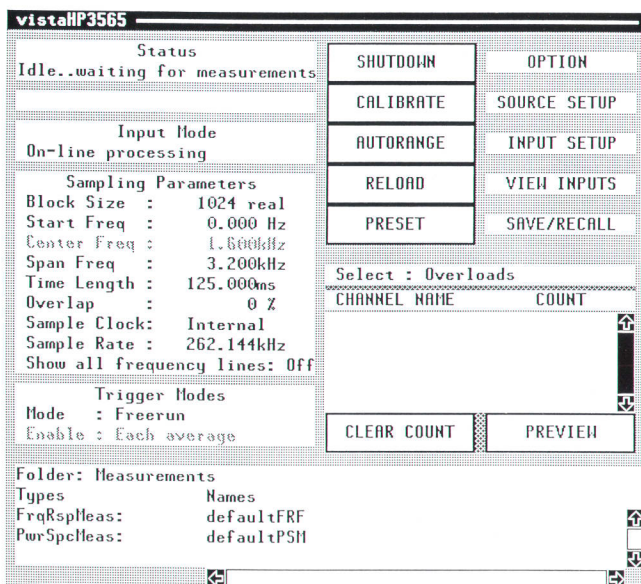 vistaHP3565
Status
Idle..waiting for measurements
Input Mode
On-line processing
Sampling Parameters
Block Size : 1024 real
Start Freq : 0.000 Hz
Center Freq : 1.600kHz
Span Freq : 3.200kHz
Time Length : 125.000ms
Overlap : 0 %
Sample Clock: Internal
Sample Rate : 262.144kHz
Show all frequency lines: Off
Trigger Modes
Mode : Freerun
Enable : Each average
SHUTDOWN
CALIBRATE
AUTORANGE
RELOAD
PRESET
OPTION
SOURCE SETUP
INPUT SETUP
VIEW INPUTS
SAVE/RECALL
Select : Overloads
CHANNEL NAME COUNT
CLEAR COUNT
PREVIEW
Folder: Measurements
Types Names
FrqRspMeas: defaultFRF
PwrSpcMeas: defaultPSM